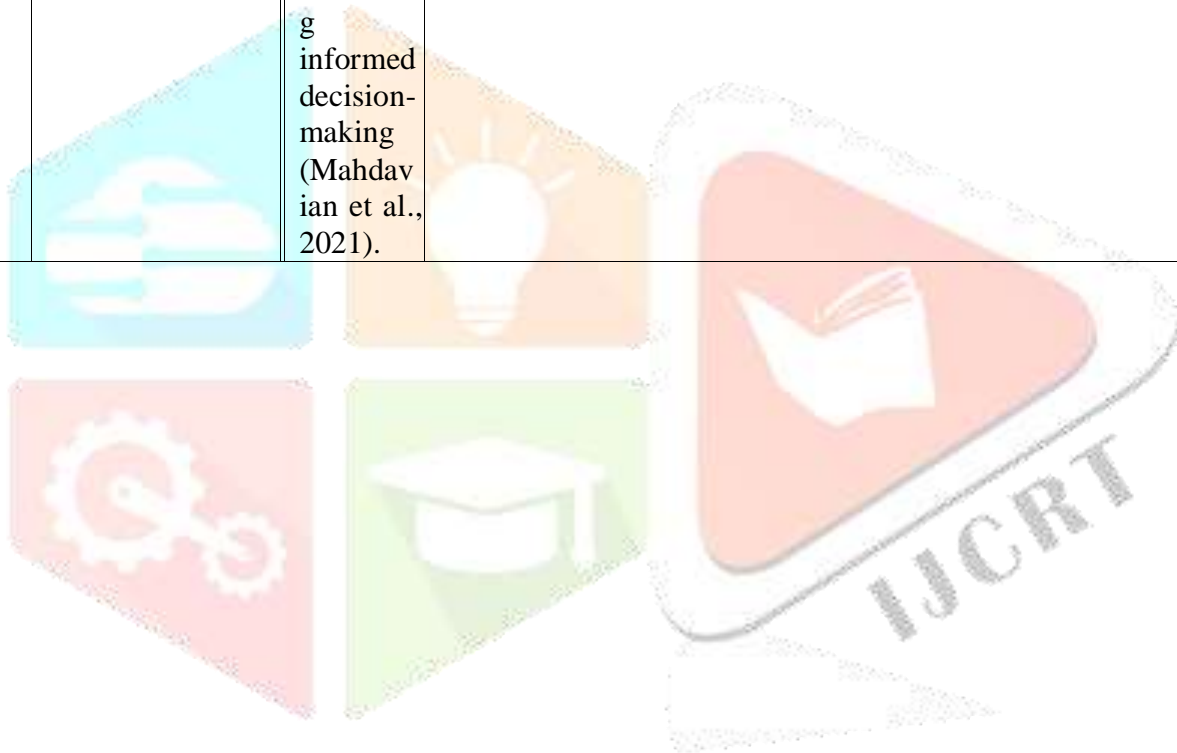 g
informed
decision-
making
(Mahdav
ian et al.,
2021).
IJCRT